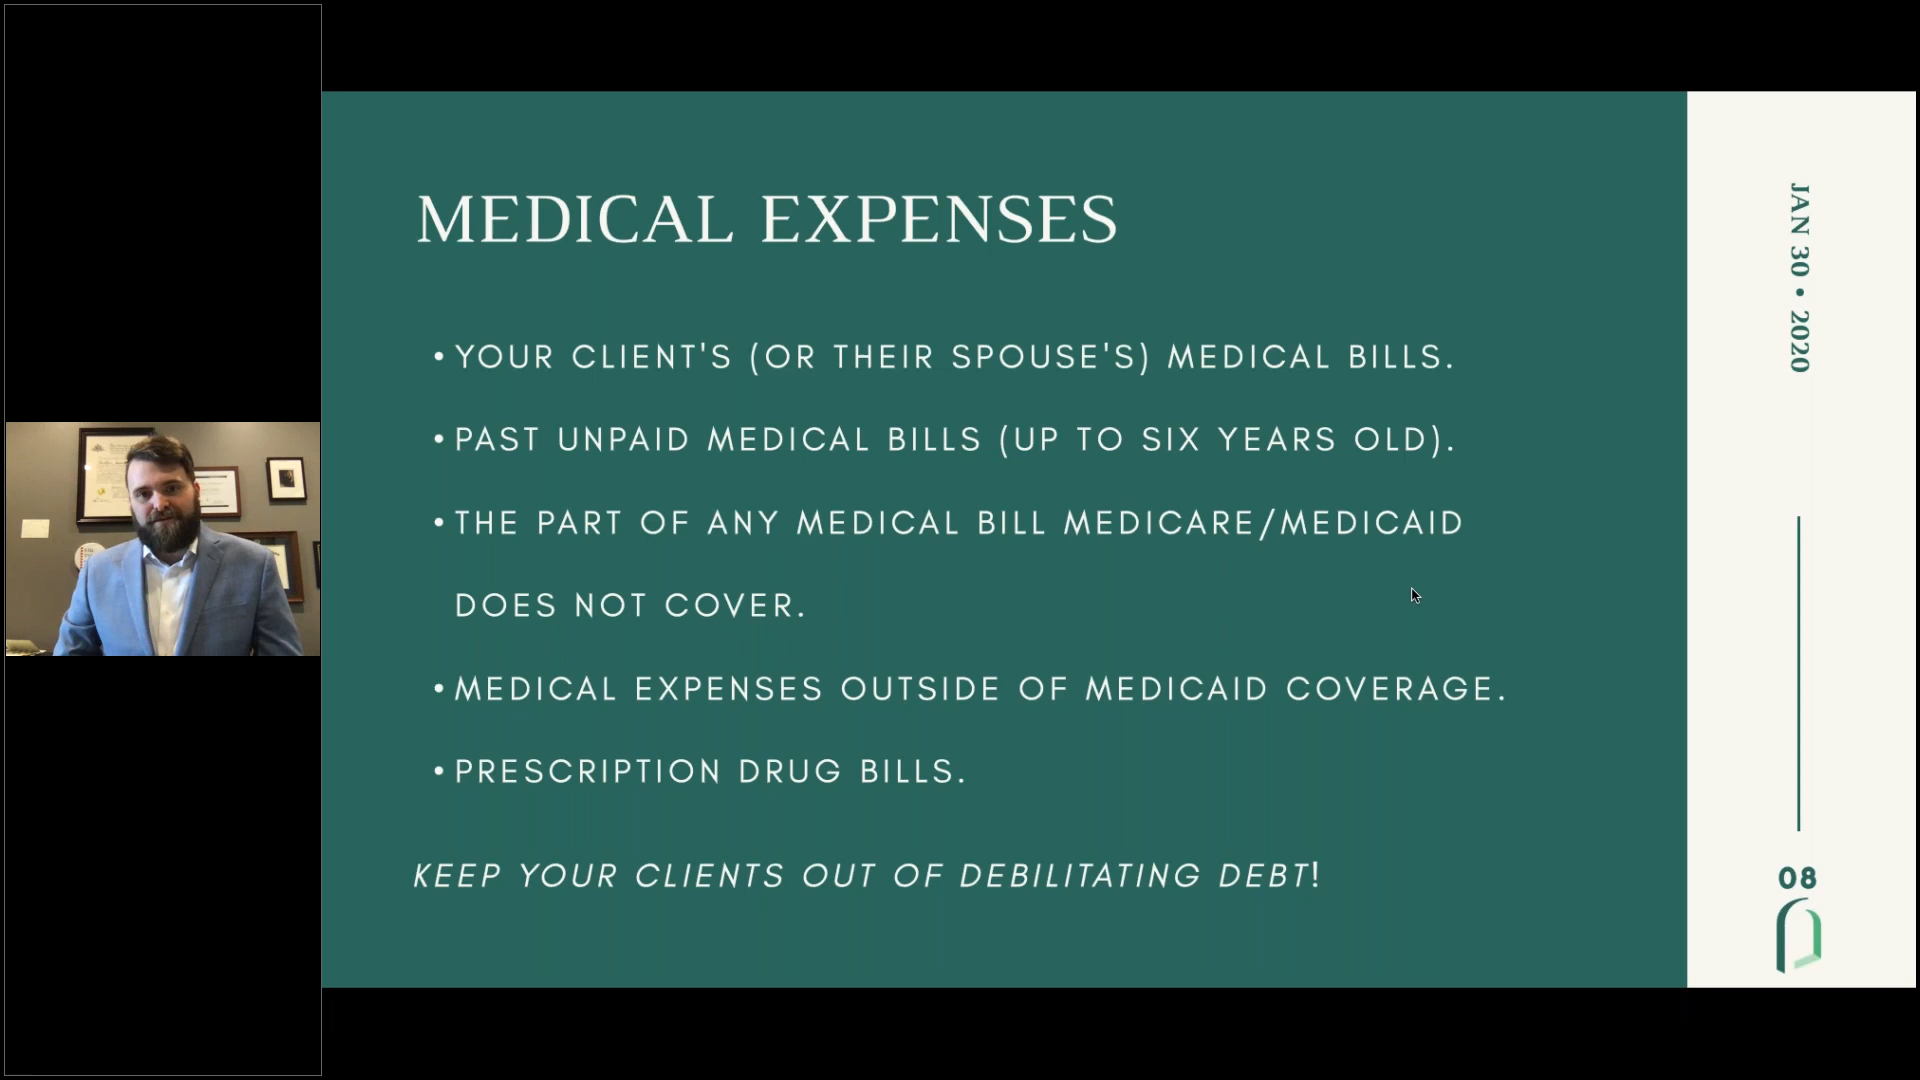 MEDICAL EXPENSES
• YOUR CLIENT'S (OR THEIR SPOUSE'S) MEDICAL BILLS.
• PAST UNPAID MEDICAL BILLS (UP TO SIX YEARS OLD).
• THE PART OF ANY MEDICAL BILL MEDICARE/MEDICAID
DOES NOT COVER.
• MEDICAL EXPENSES OUTSIDE OF MEDICAID COVERAGE.
• PRESCRIPTION DRUG BILLS.
KEEP YOUR CLIENTS OUT OF DEBILITATING DEBT!
JAN 30 • 2020
08